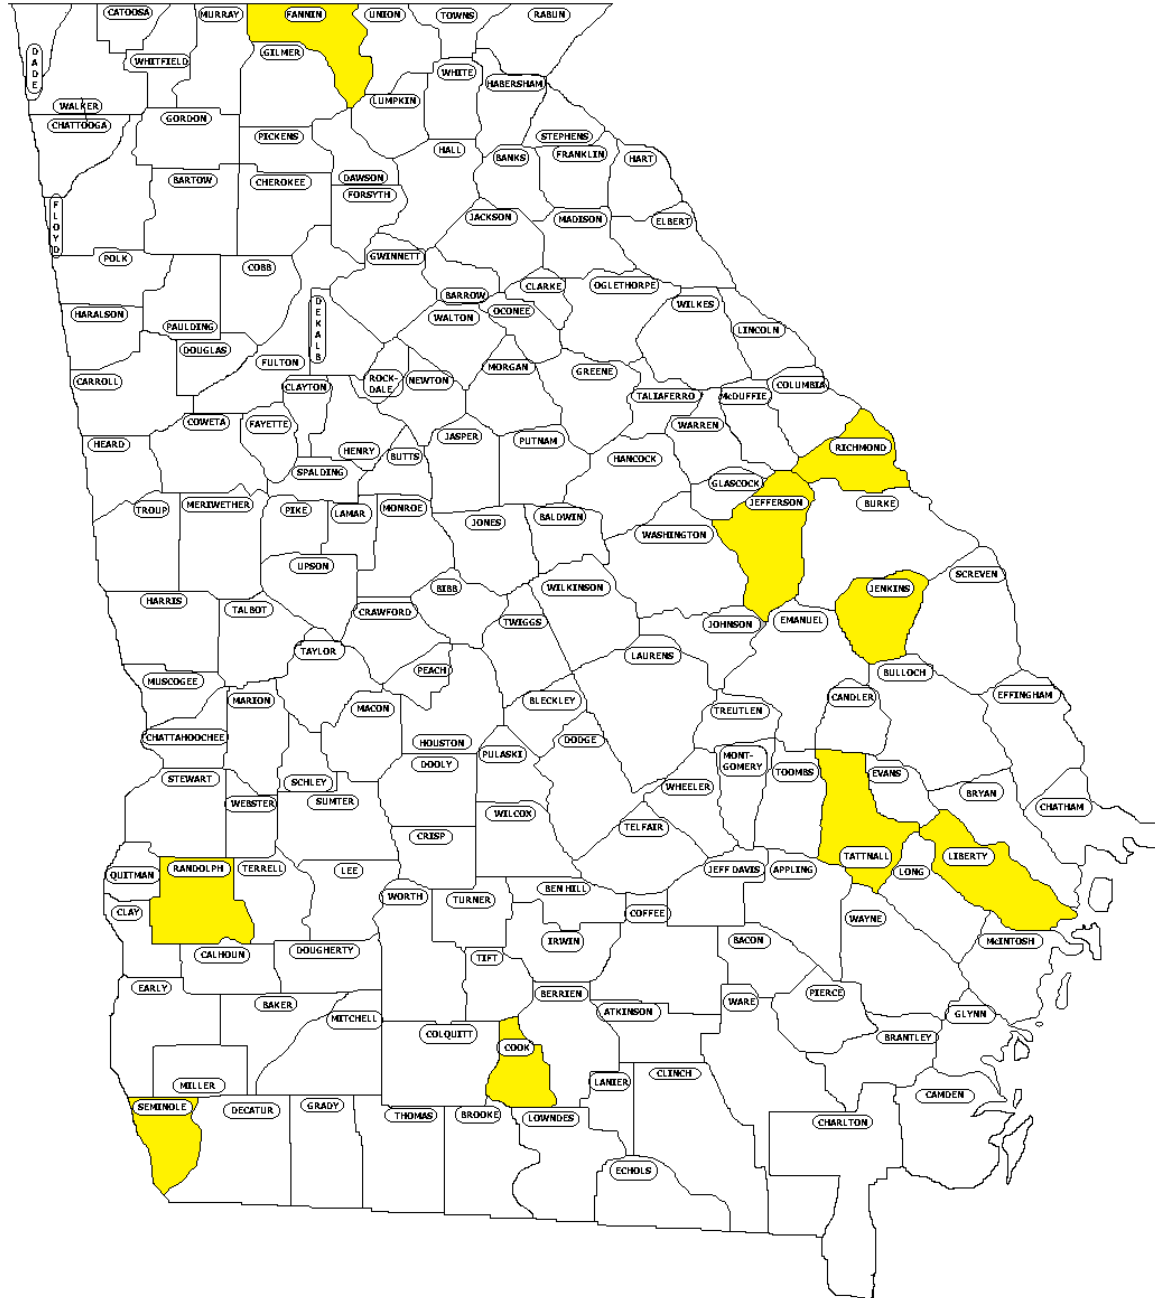 CATOOSA
MURRAY
FANNIN
UNION
TOWNS
RABUN
DADE
WHITFIELD
GILMER
WHITE
HABERSHAM
WALKER
LUMPKIN
CHATTOOGA
GORDON
PICKENS
STEPHENS
HALL
BANKS
FRANKLIN
HART
BARTOW
CHEROKEE
DAWSON
FORSYTH
FLOYD
JACKSON
MADISON
ELBERT
POLK
COBB
GWINNETT
BARROW
CLARKE
OGLETHORPE
WILKES
HARALSON
PAULDING
DEKALB
WALTON
OCONEE
LINCOLN
DOUGLAS
FULTON
CARROLL
CLAYTON
ROCK-
DALE
NEWTON
MORGAN
GREENE
TALIAFERRO
McDUFFIE
COLUMBIA
COWETA
FAYETTE
WARREN
HEARD
HENRY
BUTTS
JASPER
PUTNAM
HANCOCK
RICHMOND
SPALDING
GLASCOCK
TROUP
MERIWETHER
PIKE
LAMAR
MONROE
JONES
BALDWIN
WASHINGTON
JEFFERSON
BURKE
UPSON
SCREVEN
HARRIS
TALBOT
CRAWFORD
BIBB
WILKINSON
JENKINS
TWIGGS
JOHNSON
EMANUEL
TAYLOR
PEACH
LAURENS
BULLOCH
MUSCOGEE
MARION
MACON
BLECKLEY
TREUTLEN
CANDLER
EFFINGHAM
CHATTAHOOCHEE
HOUSTON
DODGE
STEWART
SCHLEY
DOOLY
PULASKI
MONT-
GOMERY
TOOMBS
EVANS
WEBSTER
SUMTER
WHEELER
BRYAN
CHATHAM
CRISP
WILCOX
TELFAIR
QUITMAN
RANDOLPH
TERRELL
LEE
JEFF DAVIS
APPLING
TATTNALL
LONG
LIBERTY
CLAY
WORTH
TURNER
BEN HILL
COFFEE
WAYNE
CALHOUN
DOUGHERTY
TIFT
IRWIN
BACON
McINTOSH
EARLY
BAKER
MITCHELL
BERRIEN
ATKINSON
WARE
PIERCE
GLYNN
COLQUITT
COOK
BRANTLEY
MILLER
LANIER
CLINCH
CAMDEN
SEMINOLE
DECATUR
GRADY
THOMAS
BROOKE
LOWNDES
CHARLTON
ECHOLS